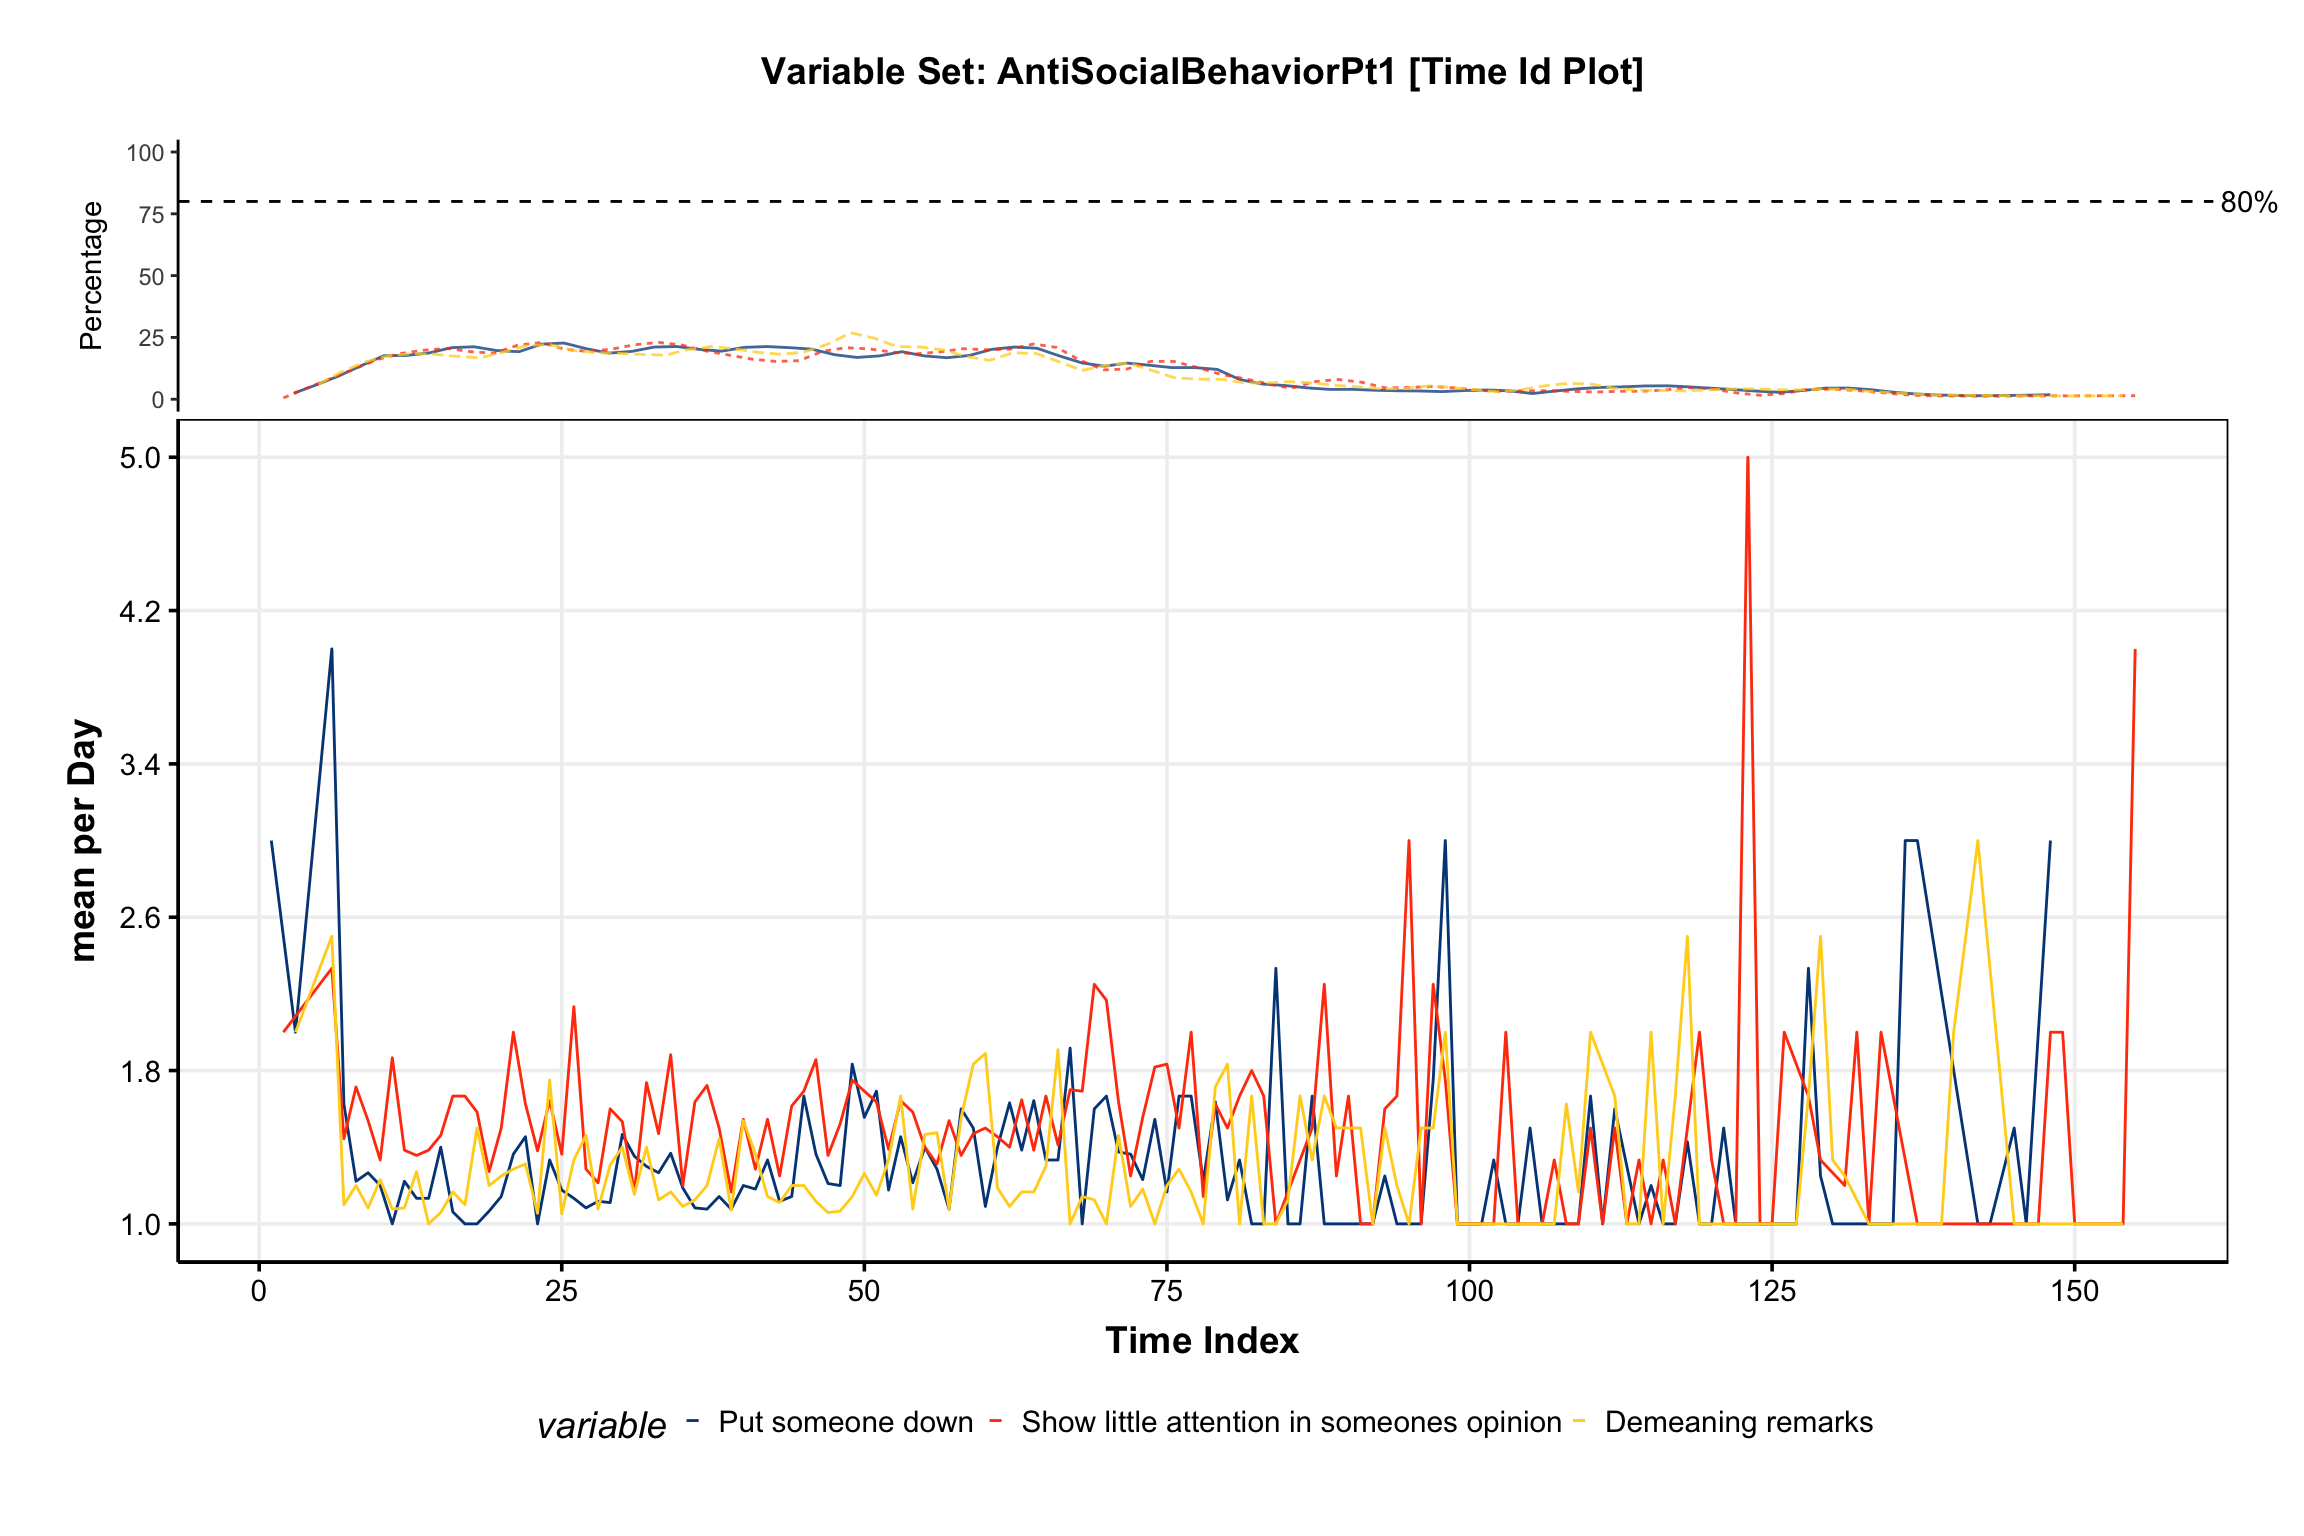 Variable Set: AntiSocialBehaviorPt1 [Time Id Plot]
Percentage
100
75
50
25
0
80%
mean per Day
5.0
4.2
3.4
2.6
1.8
1.0
0 25 50 75 100 125 150
Time Index
variable Put someone down Show little attention in someones opinion Demeaning remarks